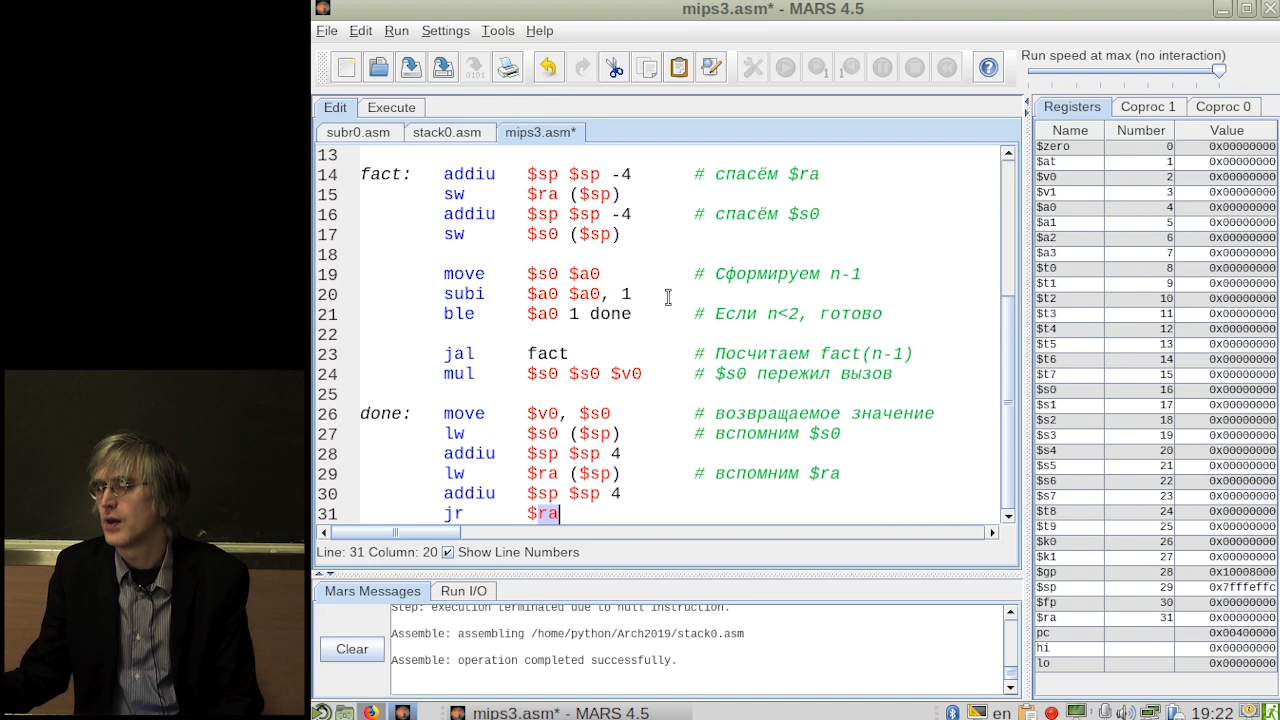 mips3.asm* - MARS 4.5
File Edit Run Settings Tools Help
Run speed at max (no interaction)
Edit Execute
Registers Coproc 1 Coproc 0
subr0.asm stack0.asm mips3.asm*
Name Number Value
13
14 fact: addiu $sp $sp -4 # спасём $ra
15 sw $ra ($sp)
16 addiu $sp $sp -4 # спасём $s0
17 sw $s0 ($sp)
18
19 move $s0 $a0 # Сформируем n-1
20 subi $a0 $a0, 1
21 ble $a0 1 done # Если n<2, готово
22
23 jal fact # Посчитаем fact(n-1)
24 mul $s0 $s0 $v0 # $s0 пережил вызов
25
26 done: move $v0, $s0 # возвращаемое значение
27 lw $s0 ($sp) # вспомним $s0
28 addiu $sp $sp 4
29 lw $ra ($sp) # вспомним $ra
30 addiu $sp $sp 4
31 jr $ra
Line: 31 Column: 20 Show Line Numbers
$zero 0 0x00000000
$at 1 0x00000000
$v0 2 0x00000000
$v1 3 0x00000000
$a0 4 0x00000000
$a1 5 0x00000000
$a2 6 0x00000000
$a3 7 0x00000000
$t0 8 0x00000000
$t1 9 0x00000000
$t2 10 0x00000000
$t3 11 0x00000000
$t4 12 0x00000000
$t5 13 0x00000000
$t6 14 0x00000000
$t7 15 0x00000000
$s0 16 0x00000000
$s1 17 0x00000000
$s2 18 0x00000000
$s3 19 0x00000000
$s4 20 0x00000000
$s5 21 0x00000000
$s6 22 0x00000000
$s7 23 0x00000000
$t8 24 0x00000000
$t9 25 0x00000000
$k0 26 0x00000000
$k1 27 0x00000000
$gp 28 0x10008000
$sp 29 0x7fffeffc
$fp 30 0x00000000
$ra 31 0x00000000
pc 0x00400000
hi 0x00000000
lo 0x00000000
Mars Messages Run I/O
Step: execution terminated due to null instruction.
Assemble: assembling /home/python/Arch2019/stack0.asm
Clear
Assemble: operation completed successfully.
mips3.asm* - MARS 4.5
en
19:22